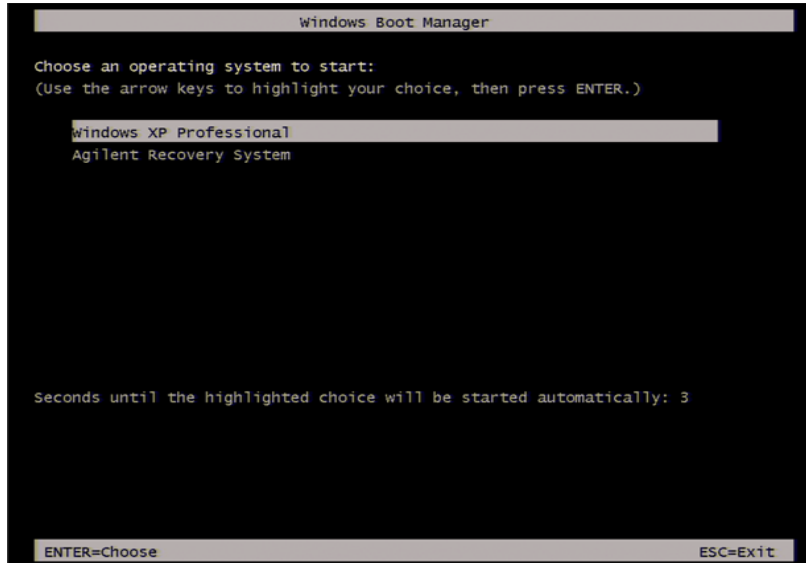 Windows Boot Manager
Choose an operating system to start:
(Use the arrow keys to highlight your choice, then press ENTER.)
Windows XP Professional
Agilent Recovery System
Seconds until the highlighted choice will be started automatically: 3
ENTER=Choose ESC=Exit